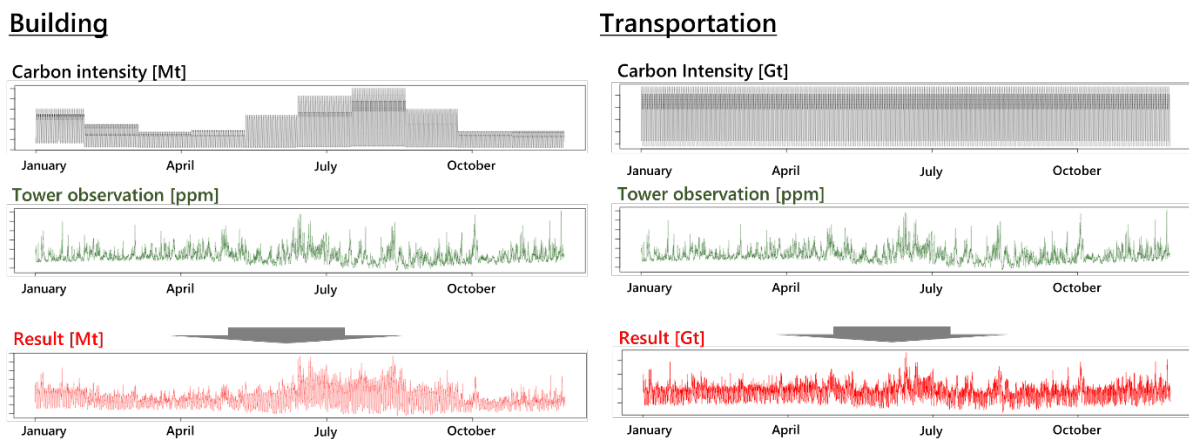 Building
Carbon intensity [Mt]
January April July October
Tower observation [ppm]
January April July October
Result [Mt]
January April July October
Transportation
Carbon Intensity [Gt]
January April July October
Tower observation [ppm]
January April July October
Result [Gt]
January April July October